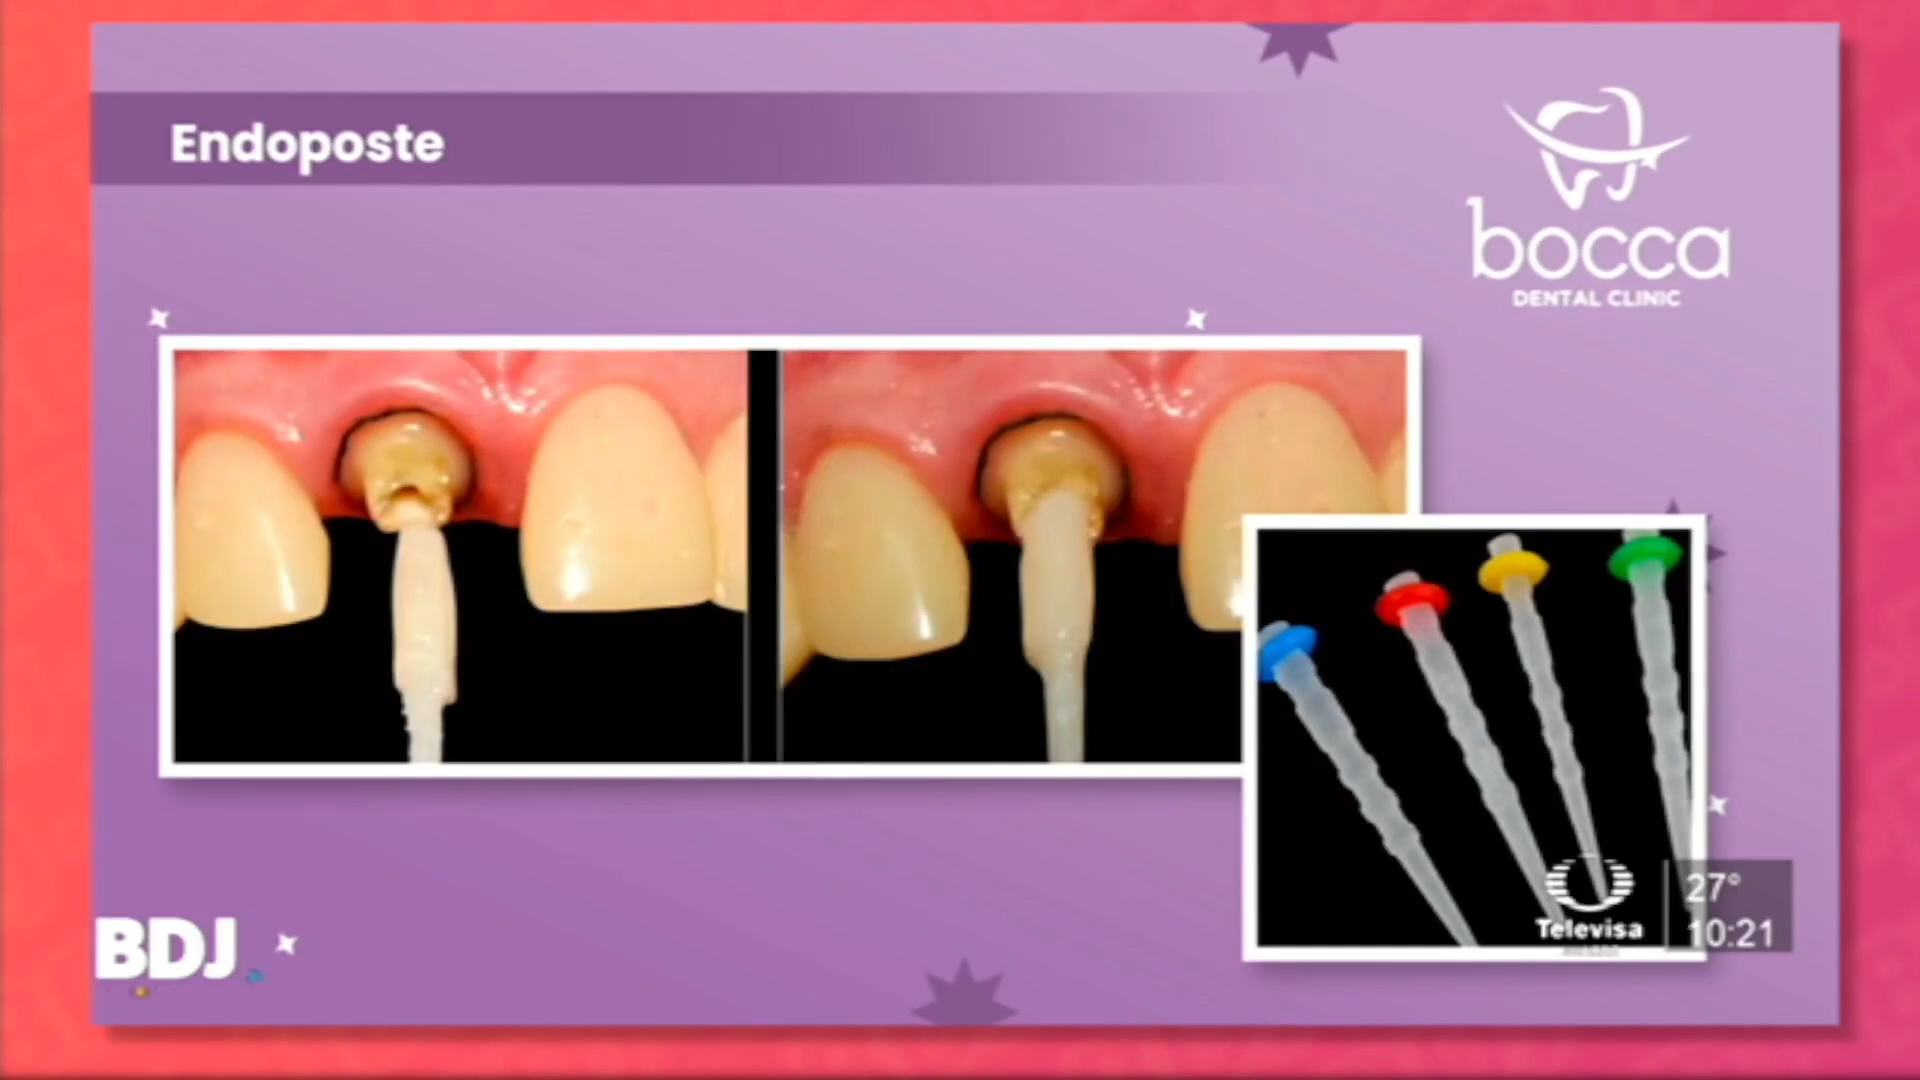 Endoposte
bocca
DENTAL CLINIC
BDJ
Televisa
27°
10:21